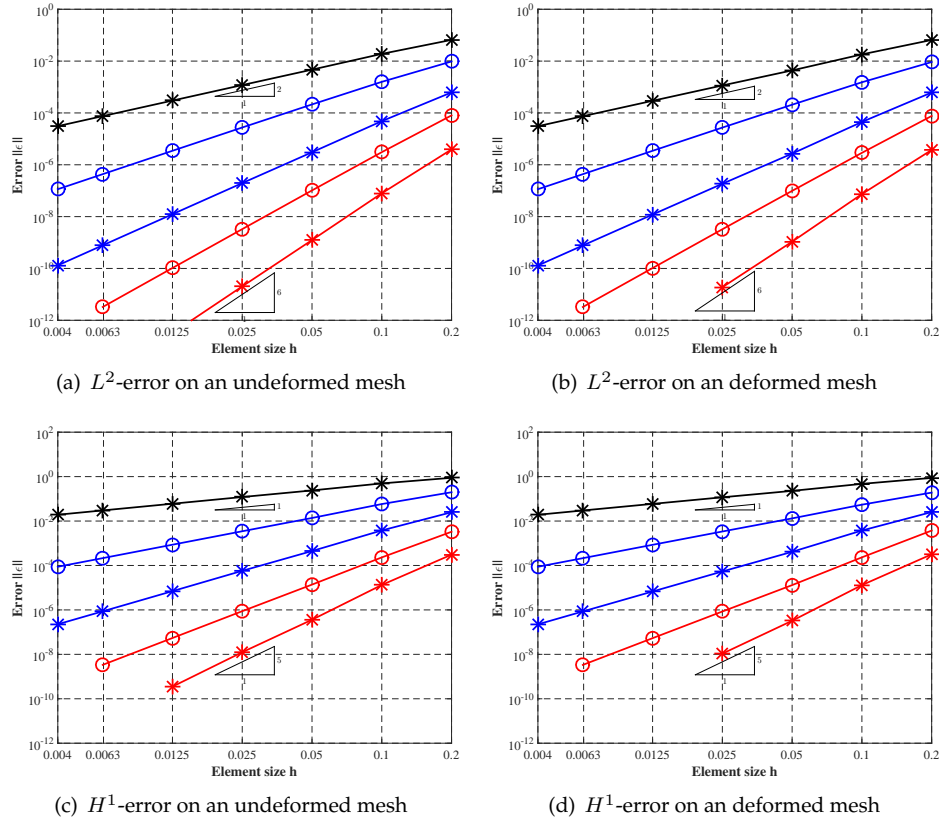 10^0
10^-2
10^-4
10^-6
10^-8
10^-10
10^-12
Error ||ϵ||
0.004 0.0063 0.0125 0.025 0.05 0.1 0.2
Element size h
2
1
6
1
(a) L^2-error on an undeformed mesh
10^0
10^-2
10^-4
10^-6
10^-8
10^-10
10^-12
Error ||ϵ||
0.004 0.0063 0.0125 0.025 0.05 0.1 0.2
Element size h
2
1
6
1
(b) L^2-error on an deformed mesh
10^2
10^0
10^-2
10^-4
10^-6
10^-8
10^-10
10^-12
Error ||ϵ||
0.004 0.0063 0.0125 0.025 0.05 0.1 0.2
Element size h
1
1
5
1
(c) H^1-error on an undeformed mesh
10^2
10^0
10^-2
10^-4
10^-6
10^-8
10^-10
10^-12
Error ||ϵ||
0.004 0.0063 0.0125 0.025 0.05 0.1 0.2
Element size h
1
1
5
1
(d) H^1-error on an deformed mesh